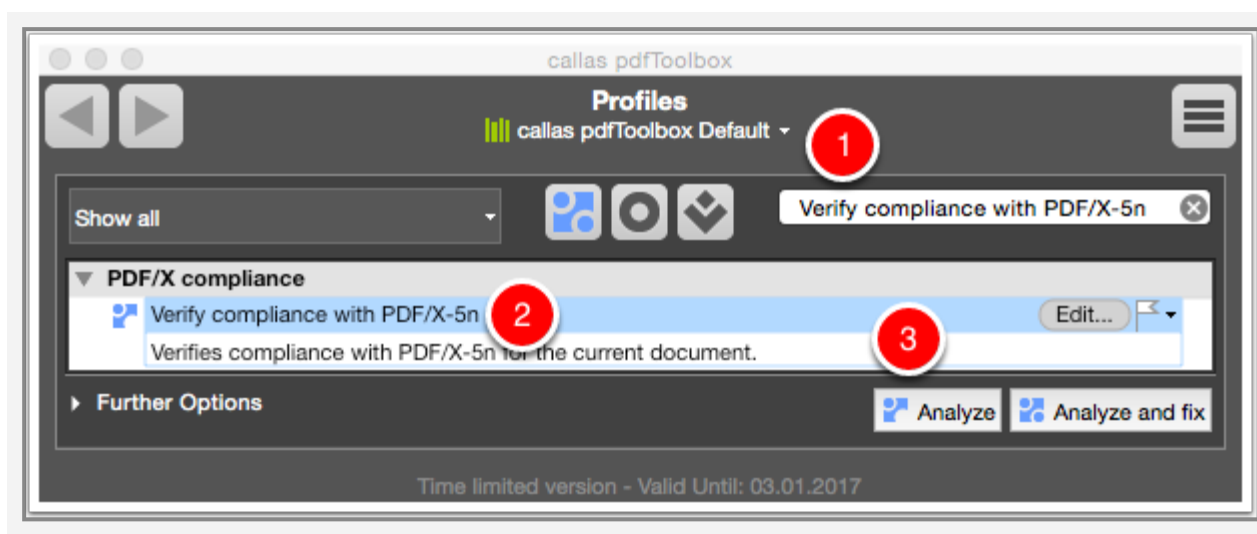 callas pdfToolbox
Profiles
callas pdfToolbox Default
1
Show all
Verify compliance with PDF/X-5n
PDF/X compliance
Verify compliance with PDF/X-5n
2
Edit...
Verifies compliance with PDF/X-5n for the current document.
3
Further Options
Analyze
Analyze and fix
Time limited version - Valid Until: 03.01.2017